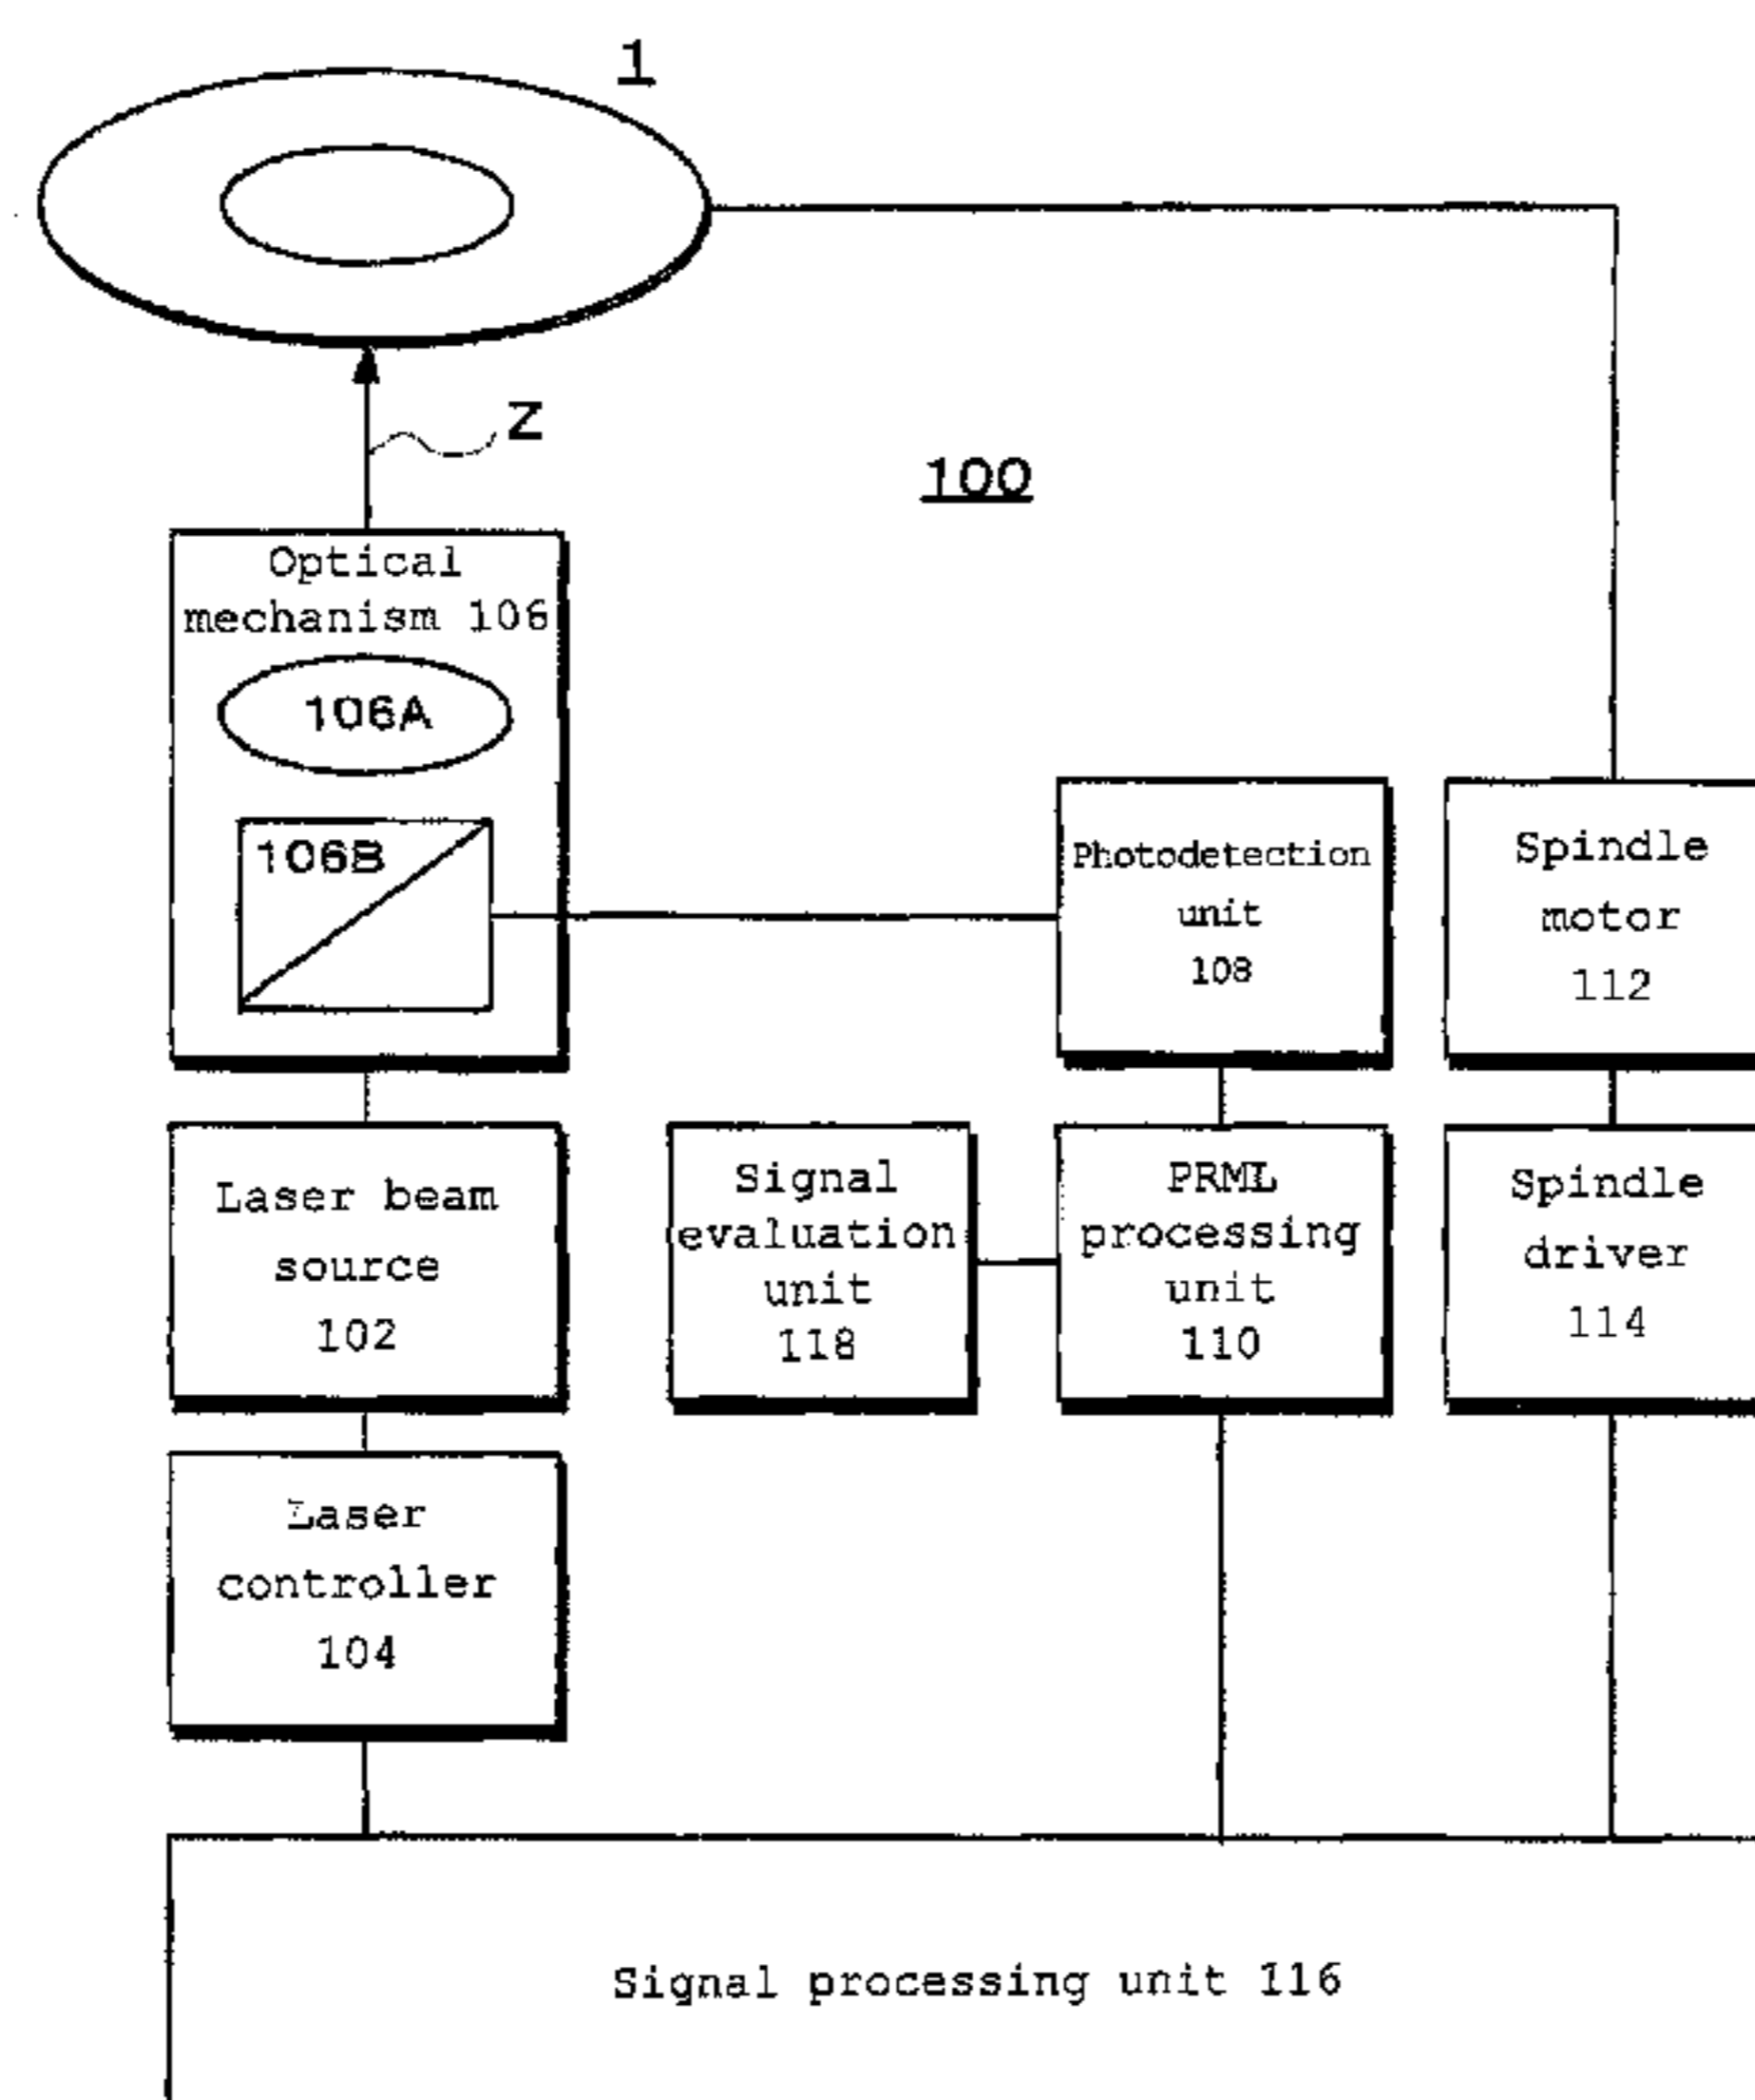 1
Z
100
Optical
mechanism 106
106A
106B
Photodetection
unit
108
Spindle
motor
112
Laser beam
source
102
Signal
evaluation
unit
118
PRML
processing
unit
110
Spindle
driver
114
Laser
controller
104
Signal processing unit 116